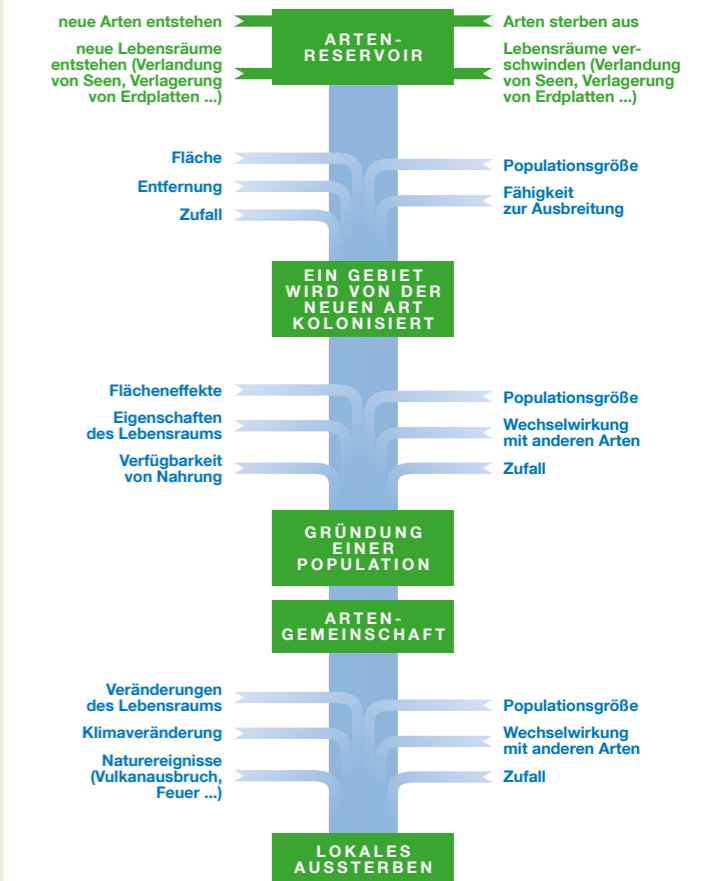 neue Arten entstehen
neue Lebensräume
entstehen (Verlandung
von Seen, Verlagerung
von Erdplatten ...)
ARTEN-
RESERVOIR
Arten sterben aus
Lebensräume ver-
schwinden (Verlandung
von Seen, Verlagerung
von Erdplatten ...)
Fläche
Entfernung
Zufall
Populationsgröße
Fähigkeit
zur Ausbreitung
EIN GEBIET
WIRD VON DER
NEUEN ART
KOLONISIERT
Flächeneffekte
Eigenschaften
des Lebensraums
Verfügbarkeit
von Nahrung
Populationsgröße
Wechselwirkung
mit anderen Arten
Zufall
GRÜNDUNG
EINER
POPULATION
ARTEN-
GEMEINSCHAFT
Veränderungen
des Lebensraums
Klimaveränderung
Naturereignisse
(Vulkanausbruch,
Feuer ...)
Populationsgröße
Wechselwirkung
mit anderen Arten
Zufall
LOKALES
AUSSTERBEN